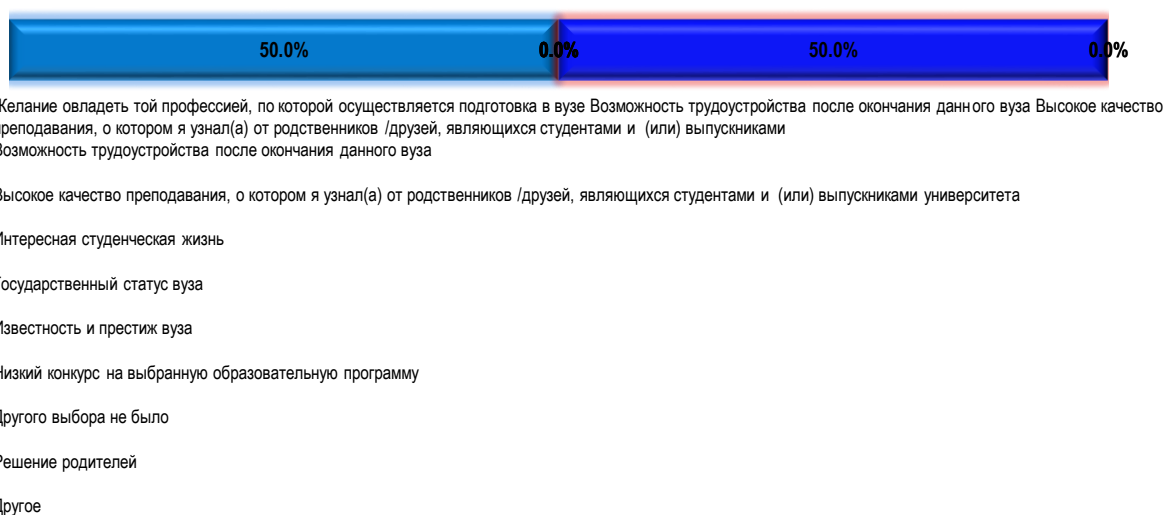 50.0% 0.0% 50.0% 0.0%
Желание овладеть той профессией, по которой осуществляется подготовка в вузе Возможность трудоустройства после окончания данного вуза Высокое качество
преподавания, о котором я узнал(а) от родственников /друзей, являющихся студентами и (или) выпускниками
Возможность трудоустройства после окончания данного вуза
Высокое качество преподавания, о котором я узнал(а) от родственников /друзей, являющихся студентами и (или) выпускниками университета
Интересная студенческая жизнь
Государственный статус вуза
Известность и престиж вуза
Низкий конкурс на выбранную образовательную программу
Другого выбора не было
Решение родителей
Другое